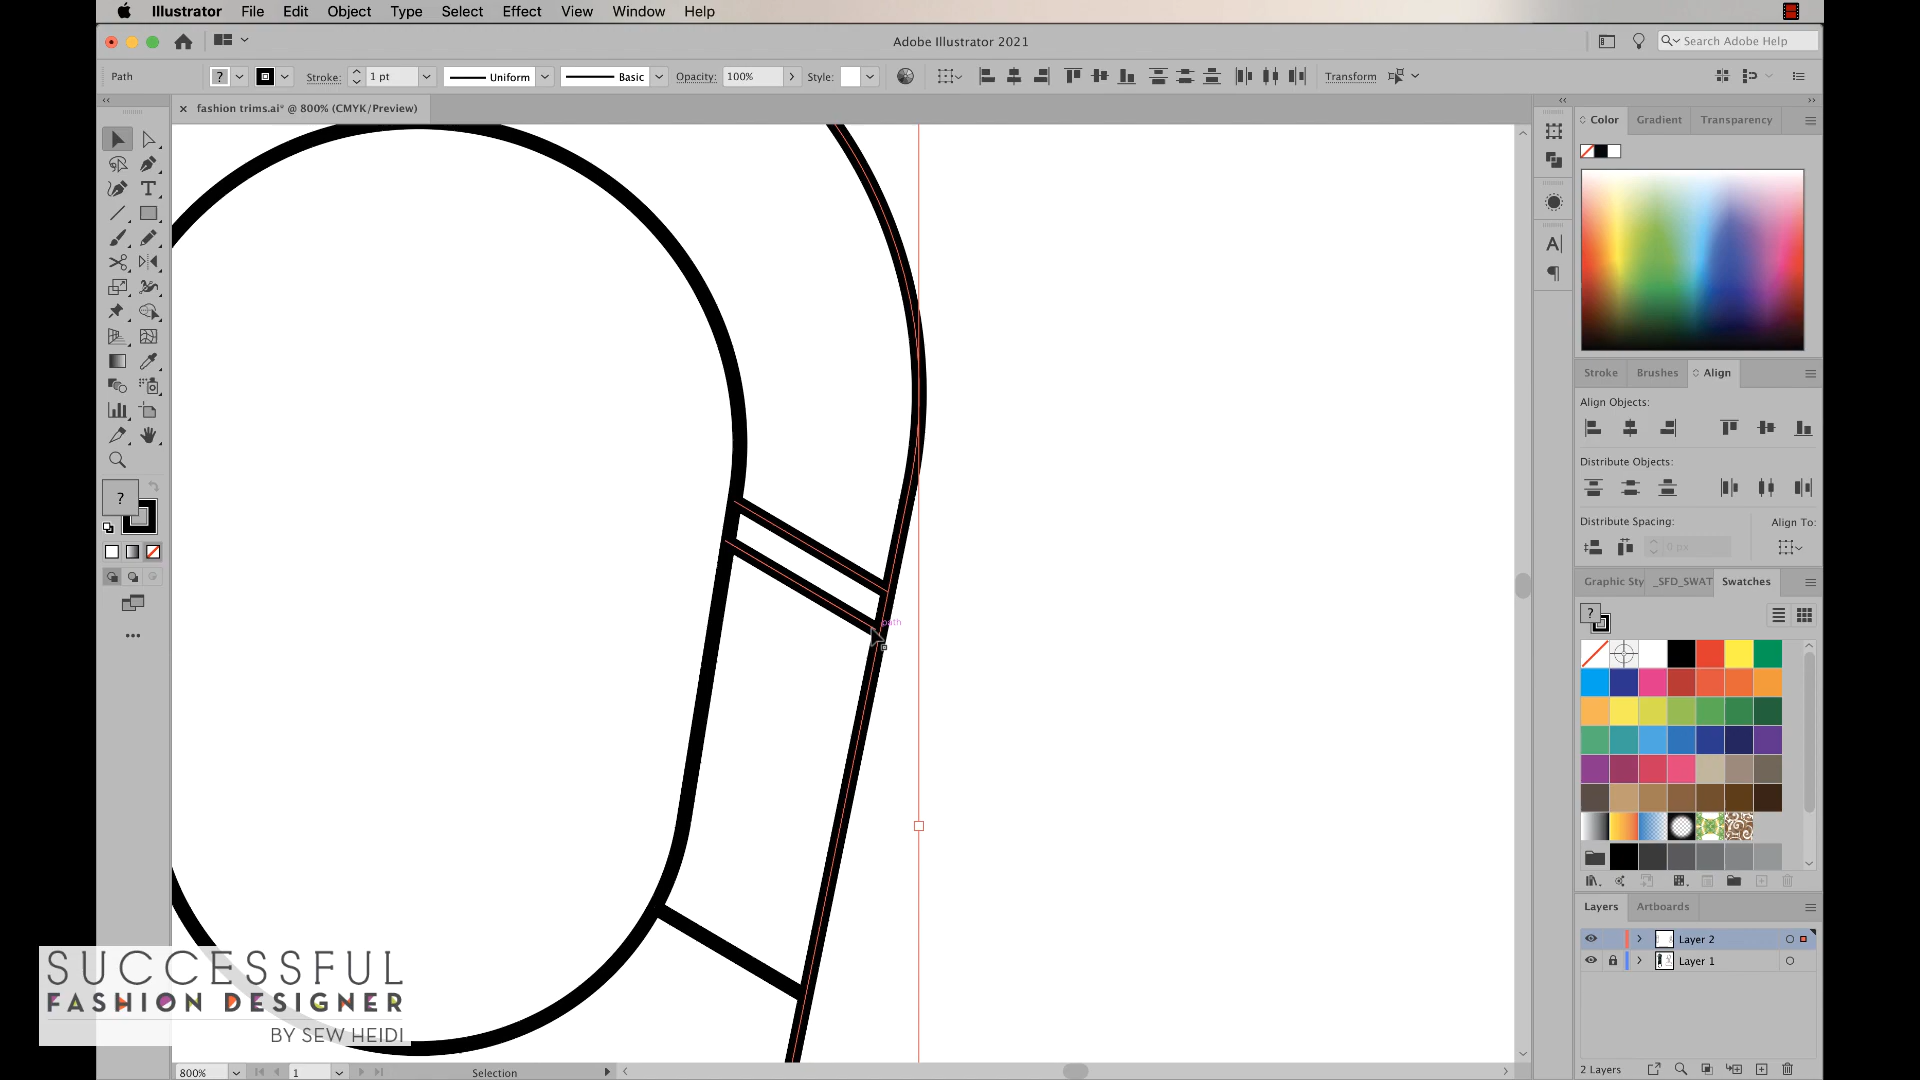 Illustrator File Edit Object Type Select Effect View Window Help
Adobe Illustrator 2021
Search Adobe Help
Path
?
Stroke:
1 pt
Uniform
Basic
Opacity:
100%
Style:
Transform
fashion trims.ai* @ 800% (CMYK/Preview)
Color Gradient Transparency
Stroke Brushes Align
Align Objects:
Distribute Objects:
Distribute Spacing:
Align To:
0 px
Graphic Sty _SFD_SWAT Swatches
?
?
path
Layers Artboards
Layer 2
Layer 1
2 Layers
SUCCESSFUL
FASHION DESIGNER
BY SEW HEIDI
800%
1
Selection